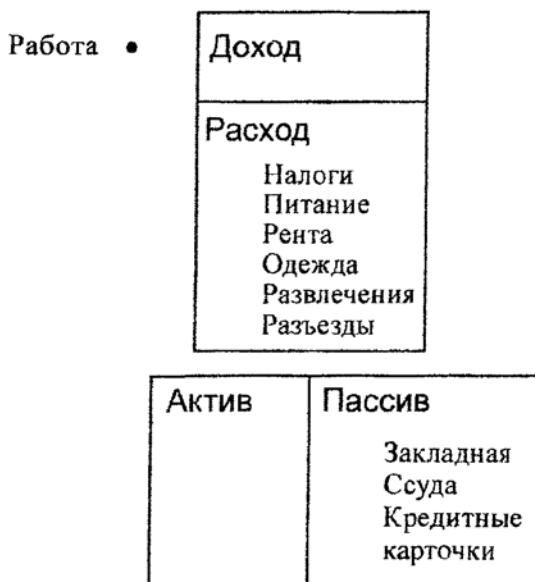 Работа • Доход
Расход
Налоги
Питание
Рента
Одежда
Развлечения
Разъезды
Актив
Пассив
Закладная
Ссуда
Кредитные
карточки